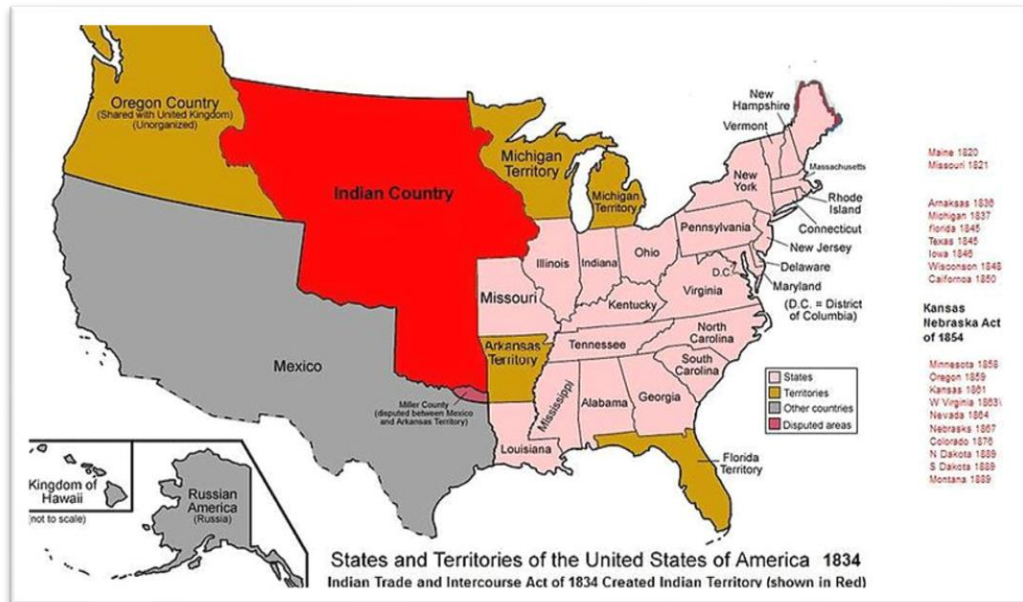 Oregon Country
(Shared with United Kingdom)
(Unorganized)
Indian Country
Michigan
Territory
Michigan
Territory
New
Hampshire
Vermont
Massachusetts
New
York
Rhode
Island
Connecticut
Pennsylvania
New Jersey
Delaware
D.C.
Maryland
(D.C. = District
of Columbia)
Illinois
Indiana
Ohio
Virginia
Missouri
Kentucky
North
Carolina
Tennessee
South
Carolina
Arkansas
Territory
Mississippi
Alabama
Georgia
Mexico
Miller County
(disputed between Mexico
and Arkansas Territory)
Louisiana
Florida
Territory
States
Territories
Other countries
Disputed areas
Kingdom of
Hawaii
(not to scale)
Russian
America
(Russia)
States and Territories of the United States of America 1834
Indian Trade and Intercourse Act of 1834 Created Indian Territory (shown in Red)
Maine 1820
Missouri 1821
Arnaksas 1836
Michigan 1837
florida 1845
Texas 1845
Iowa 1846
Wisconson 1848
Caifornoa 1850
Kansas
Nebraska Act
of 1854
Minnesota 1858
Oregon 1859
Kansas 1861
W Virginia 1863\
Nevada 1864
Nebrasks 1867
Colorado 1876
N Dakota 1889
S Dakota 1889
Montana 1889